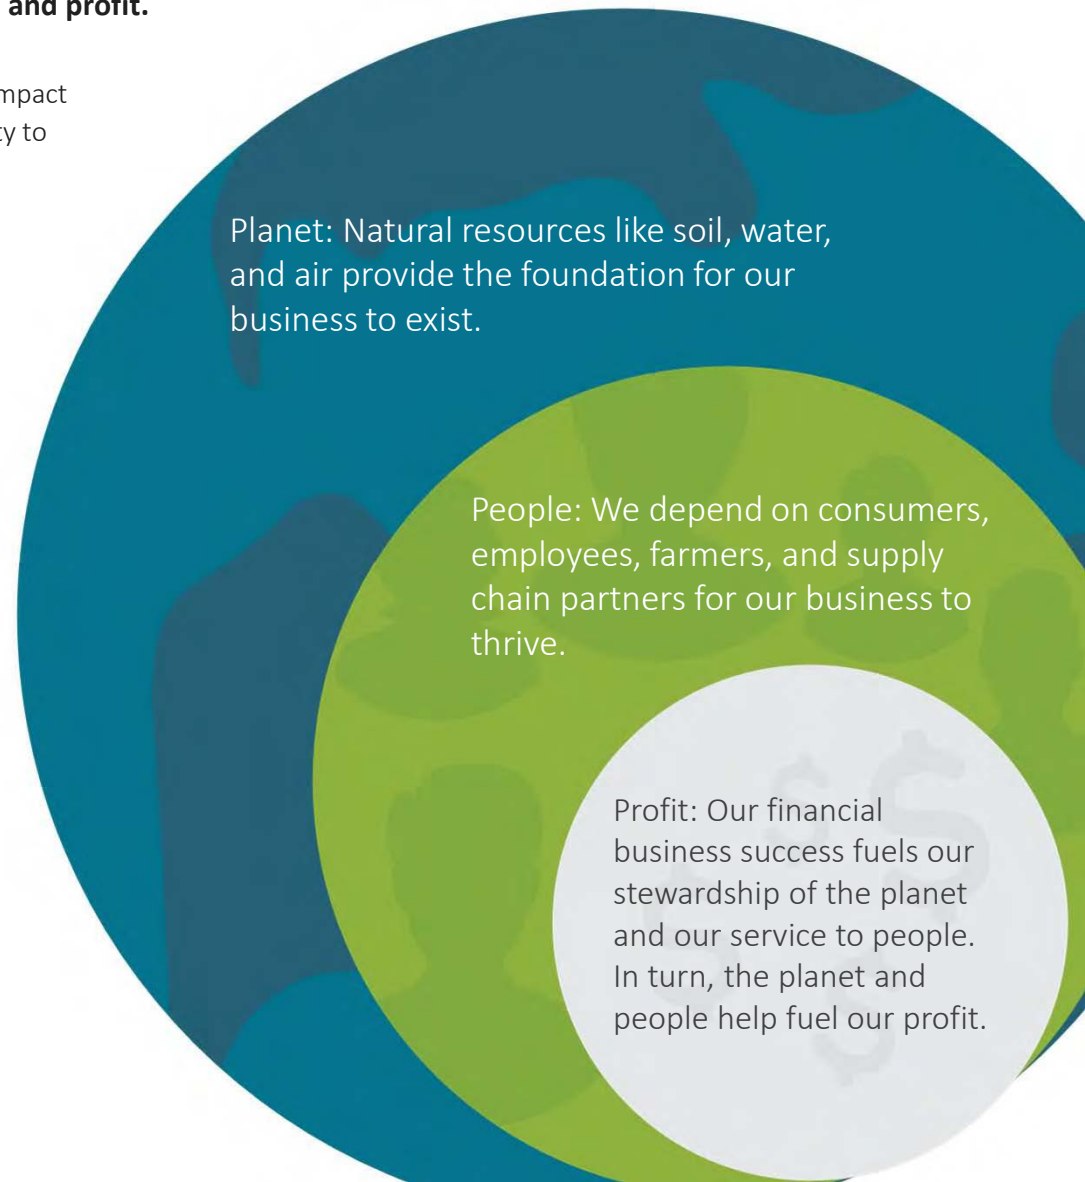 and profit.
mpact
ty to
Planet: Natural resources like soil, water,
and air provide the foundation for our
business to exist.
People: We depend on consumers,
employees, farmers, and supply
chain partners for our business to
thrive.
Profit: Our financial
business success fuels our
stewardship of the planet
and our service to people.
In turn, the planet and
people help fuel our profit.